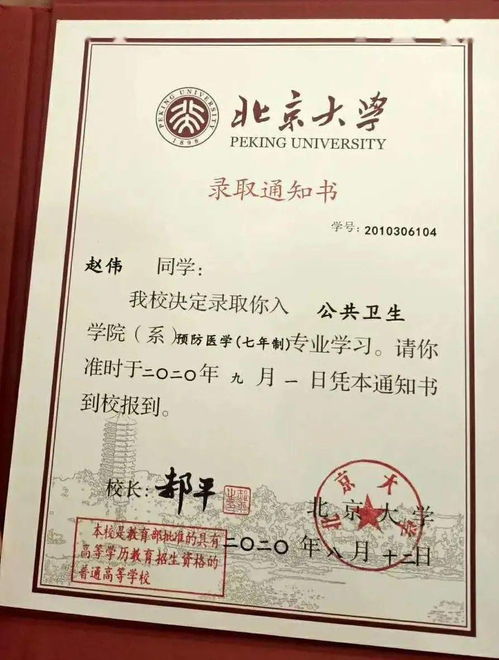 PEKING UNIVERSITY
1898
北京大学
PEKING UNIVERSITY
录取通知书
学号: 2010306104
赵伟 同学:
我校决定录取你入 公共卫生
学院(系)预防医学(七年制)专业学习。请你
准时于二〇二〇年九月一日凭本通知书
到校报到。
校长: 郝平
北京大学
北京大学
本校是教育部批准的具有
高等学历教育招生资格的
普通高等学校
二〇二〇年八月十二日